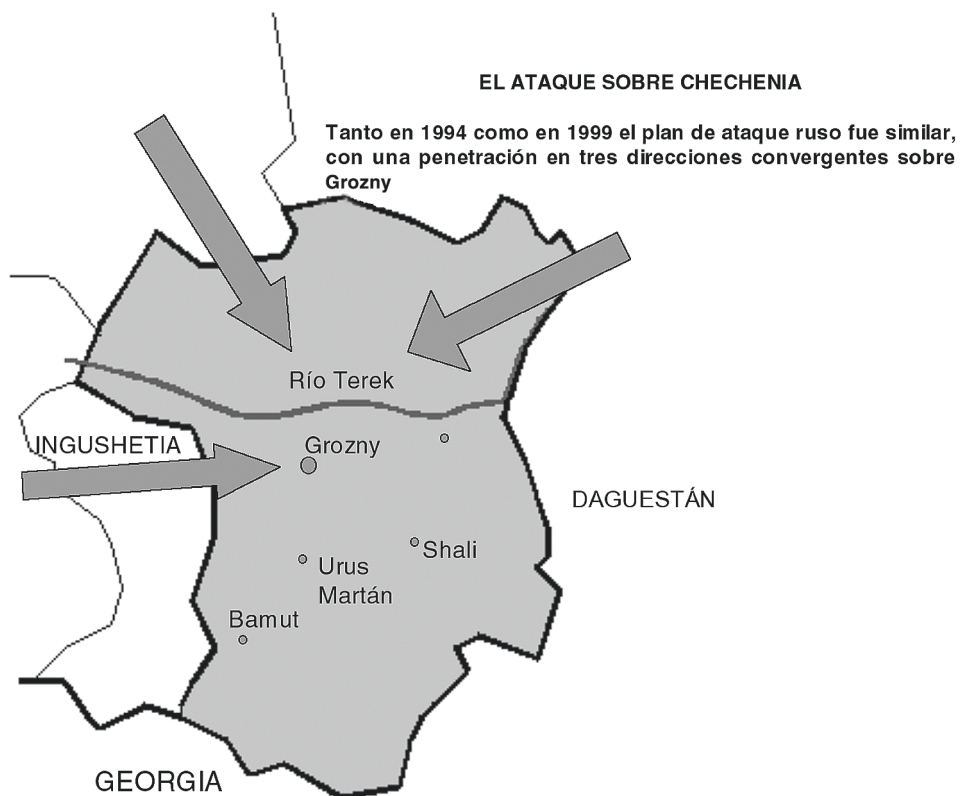 EL ATAQUE SOBRE CHECHENIA
Tanto en 1994 como en 1999 el plan de ataque ruso fue similar,
con una penetración en tres direcciones convergentes sobre
Grozny
Río Terek
INGUSHETIA
Grozny
DAGUESTÁN
Shali
Urus
Martán
Bamut
GEORGIA